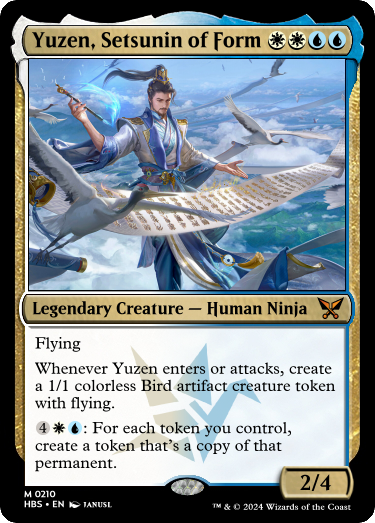 Yuzen, Setsunin of Form
Legendary Creature — Human Ninja
Flying
Whenever Yuzen enters or attacks, create
a 1/1 colorless Bird artifact creature token
with flying.
4: For each token you control,
create a token that's a copy of that
permanent.
2/4
M 0210
HBS • EN JANUSL
™ & © 2024 Wizards of the Coast